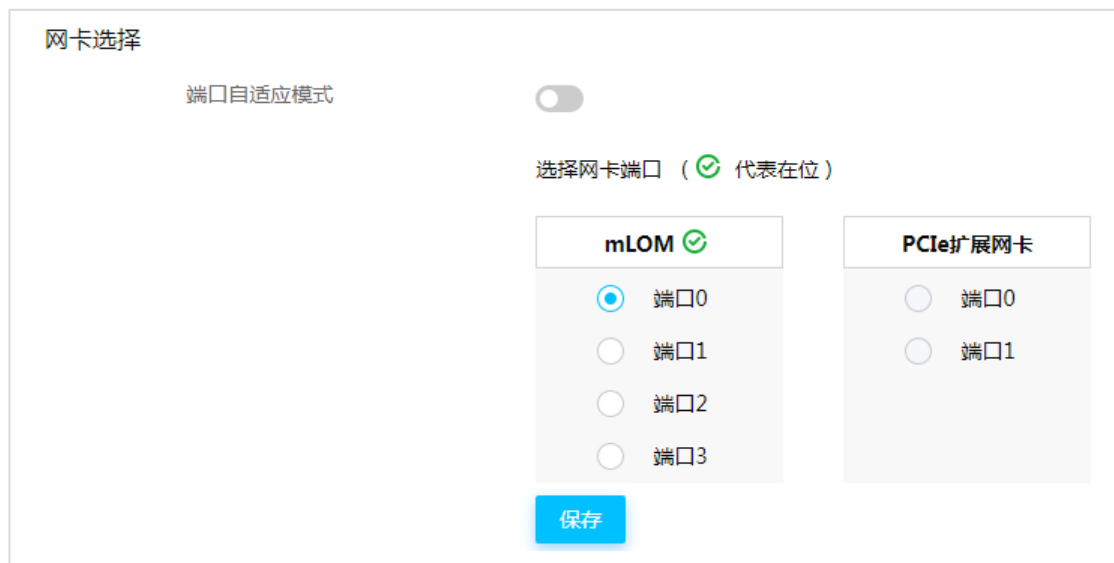 网卡选择
端口自适应模式
选择网卡端口 （ 代表在位）
mLOM
端口0
端口1
端口2
端口3
PCIe扩展网卡
端口0
端口1
保存